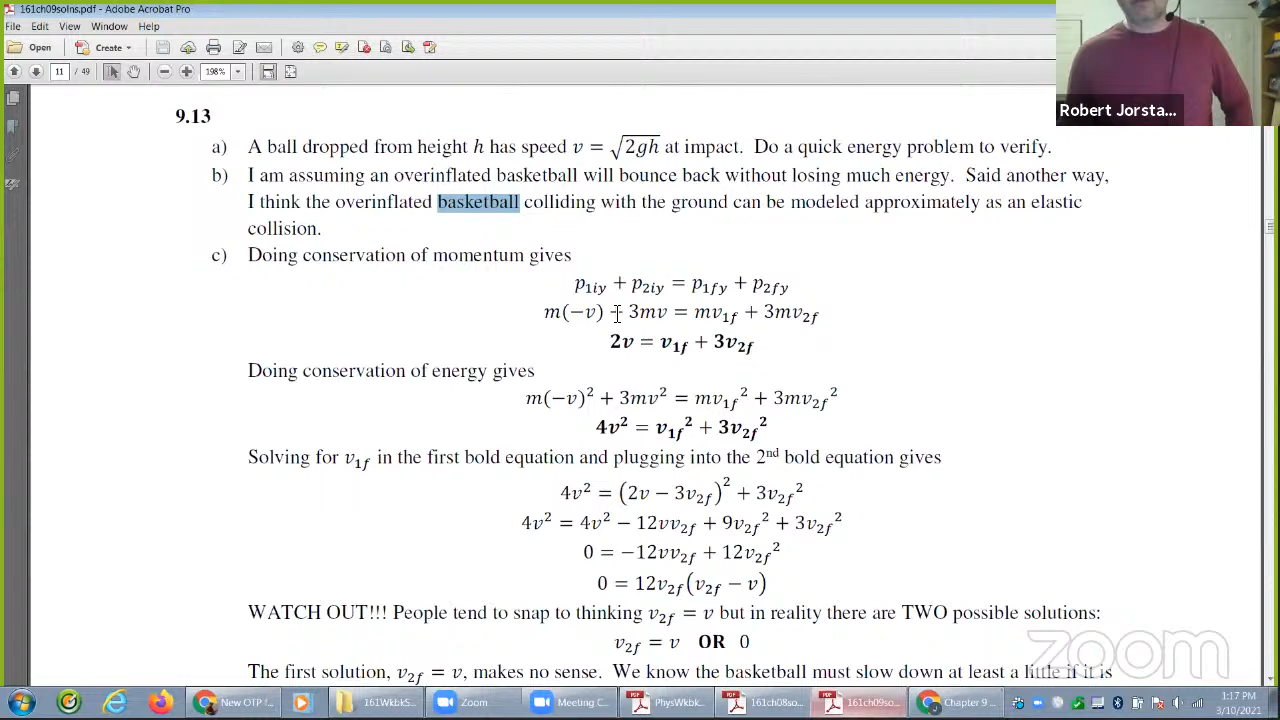 161ch09solns.pdf - Adobe Acrobat Pro
File Edit View Window Help
Open Create
11 / 49 198%
Robert Jorsta...
9.13
a) A ball dropped from height h has speed v = √2gh at impact. Do a quick energy problem to verify.
b) I am assuming an overinflated basketball will bounce back without losing much energy. Said another way,
I think the overinflated basketball colliding with the ground can be modeled approximately as an elastic
collision.
c) Doing conservation of momentum gives
p₁iy + p₂iy = p₁fy + p₂fy
m(−v) + 3mv = mv₁f + 3mv₂f
2v = v₁f + 3v₂f
Doing conservation of energy gives
m(−v)² + 3mv² = mv₁f² + 3mv₂f²
4v² = v₁f² + 3v₂f²
Solving for v₁f in the first bold equation and plugging into the 2nd bold equation gives
4v² = (2v − 3v₂f)² + 3v₂f²
4v² = 4v² − 12vv₂f + 9v₂f² + 3v₂f²
0 = −12vv₂f + 12v₂f²
0 = 12v₂f(v₂f − v)
WATCH OUT!!! People tend to snap to thinking v₂f = v but in reality there are TWO possible solutions:
v₂f = v OR 0
The first solution, v₂f = v, makes no sense. We know the basketball must slow down at least a little if it is
zoom
New OTP f... 161WkbkS... Zoom Meeting C... PhysWkbk... 161ch08so... 161ch09so... Chapter 9 ... 1:17 PM
3/10/2021